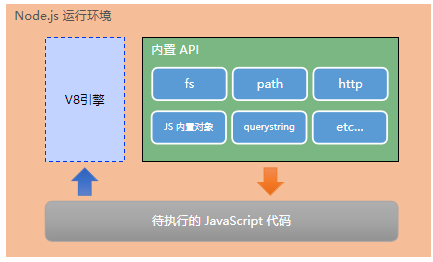 Node.js 运行环境
V8引擎
内置 API
fs
path
http
JS 内置对象
querystring
etc...
待执行的 JavaScript 代码